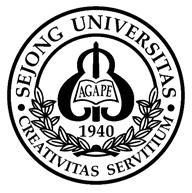 · SEJONG UNIVERSITAS ·
AGAPE
1940
CREATIVITAS SERVITIUM